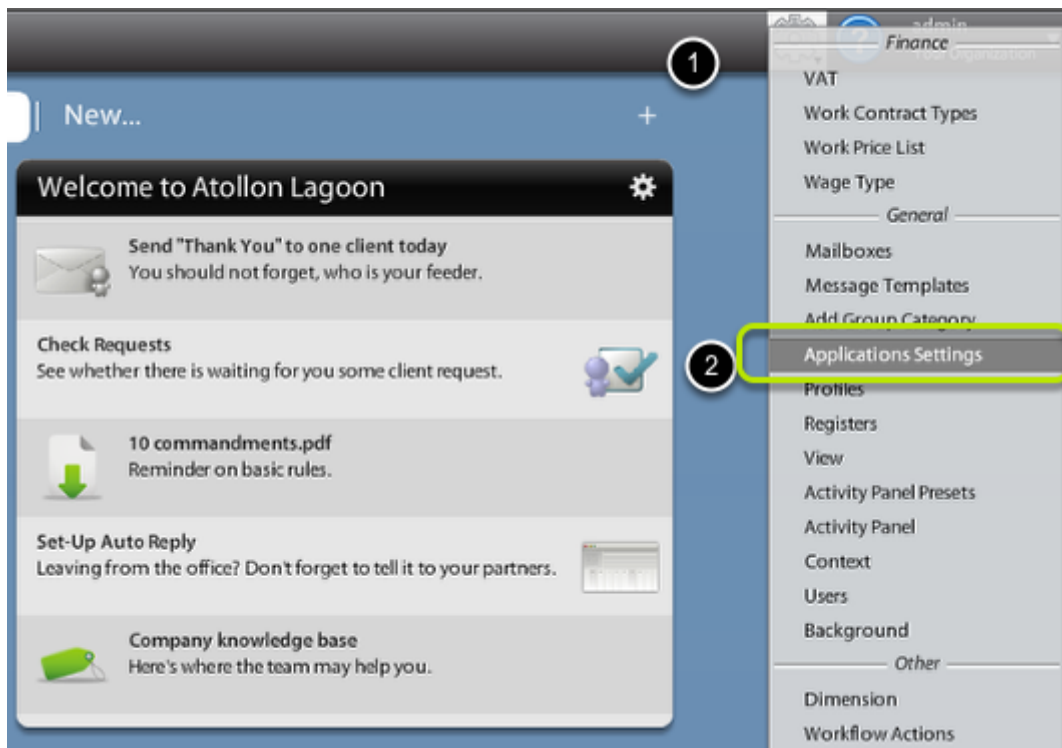 admin
Your Organization
1
New...
+
Welcome to Atollon Lagoon
Send "Thank You" to one client today
You should not forget, who is your feeder.
Check Requests
See whether there is waiting for you some client request.
10 commandments.pdf
Reminder on basic rules.
Set-Up Auto Reply
Leaving from the office? Don't forget to tell it to your partners.
Company knowledge base
Here's where the team may help you.
2
Finance
VAT
Work Contract Types
Work Price List
Wage Type
General
Mailboxes
Message Templates
Add Group Category
Applications Settings
Profiles
Registers
View
Activity Panel Presets
Activity Panel
Context
Users
Background
Other
Dimension
Workflow Actions